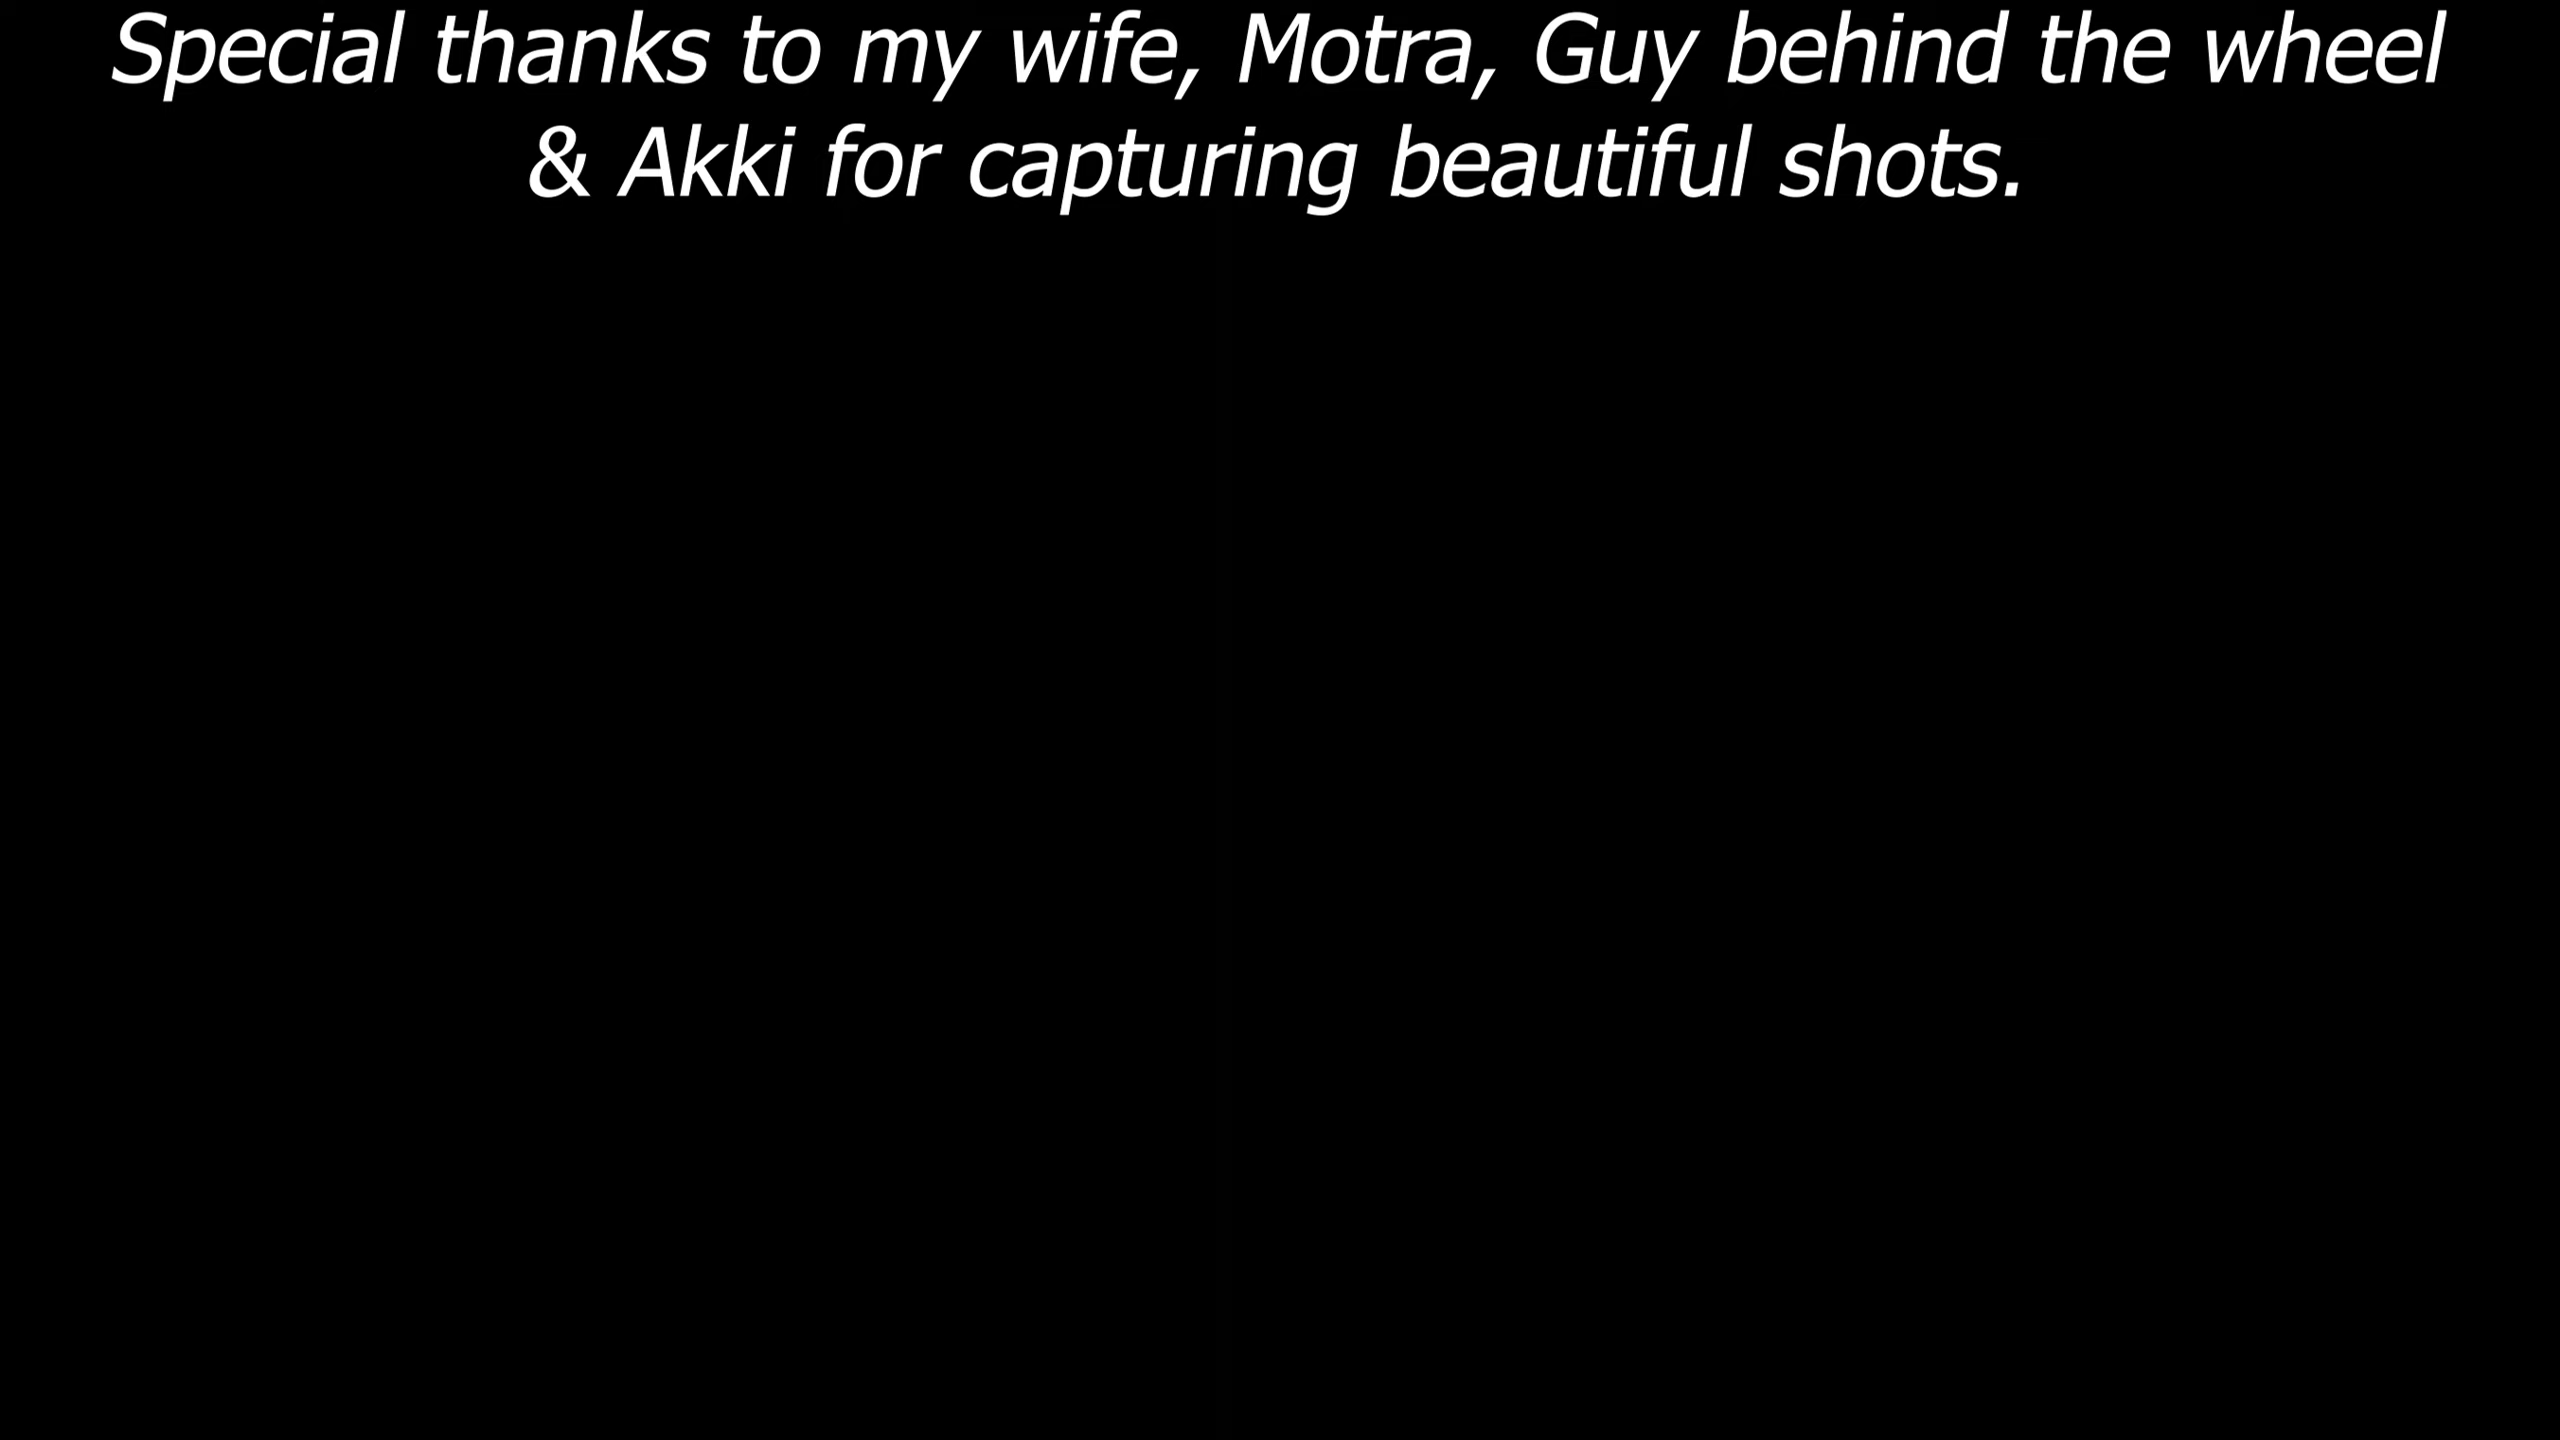 Special thanks to my wife, Motra, Guy behind the wheel
& Akki for capturing beautiful shots.